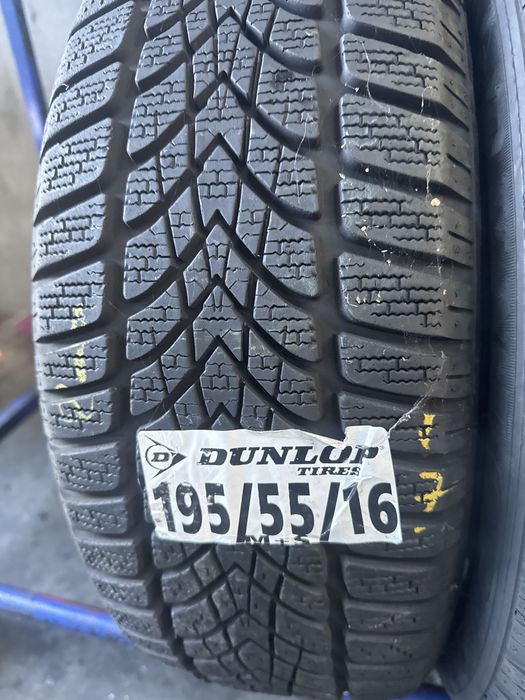 DUNLOP
TIRES
195/55/16
M+S